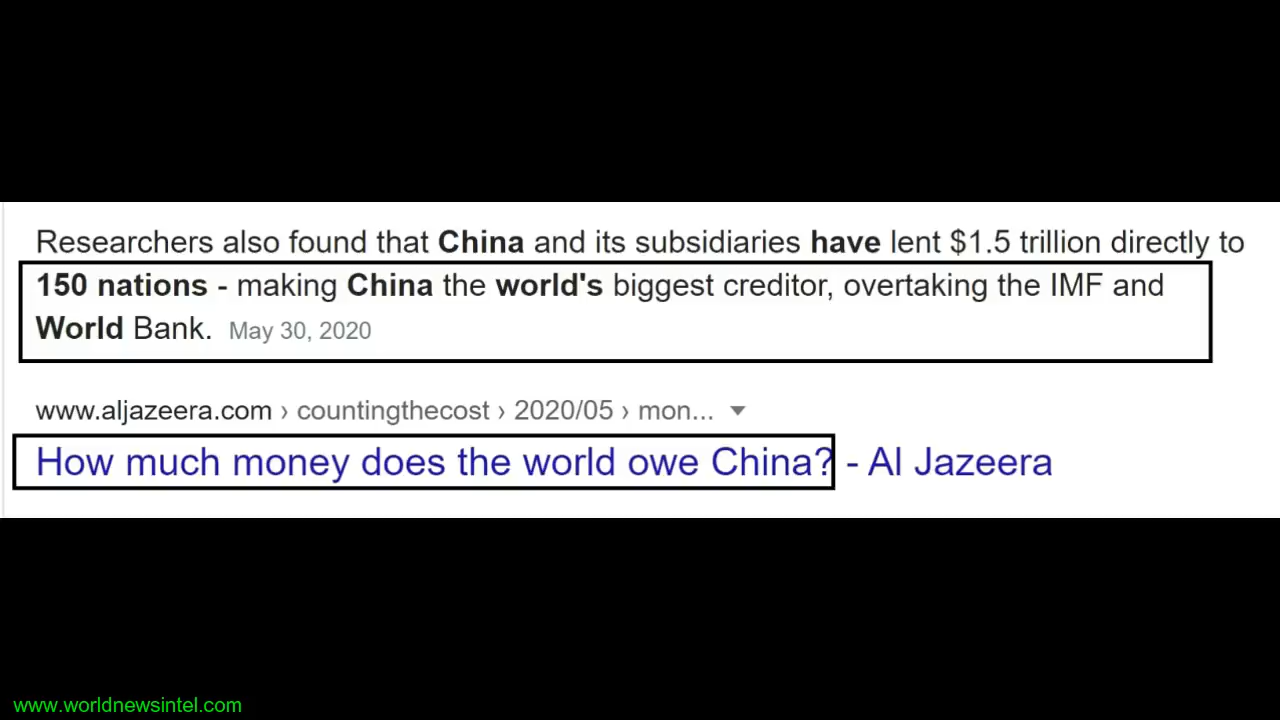 Researchers also found that China and its subsidiaries have lent $1.5 trillion directly to
150 nations - making China the world's biggest creditor, overtaking the IMF and
World Bank. May 30, 2020
www.aljazeera.com › countingthecost › 2020/05 › mon...
How much money does the world owe China? - Al Jazeera
www.worldnewsintel.com